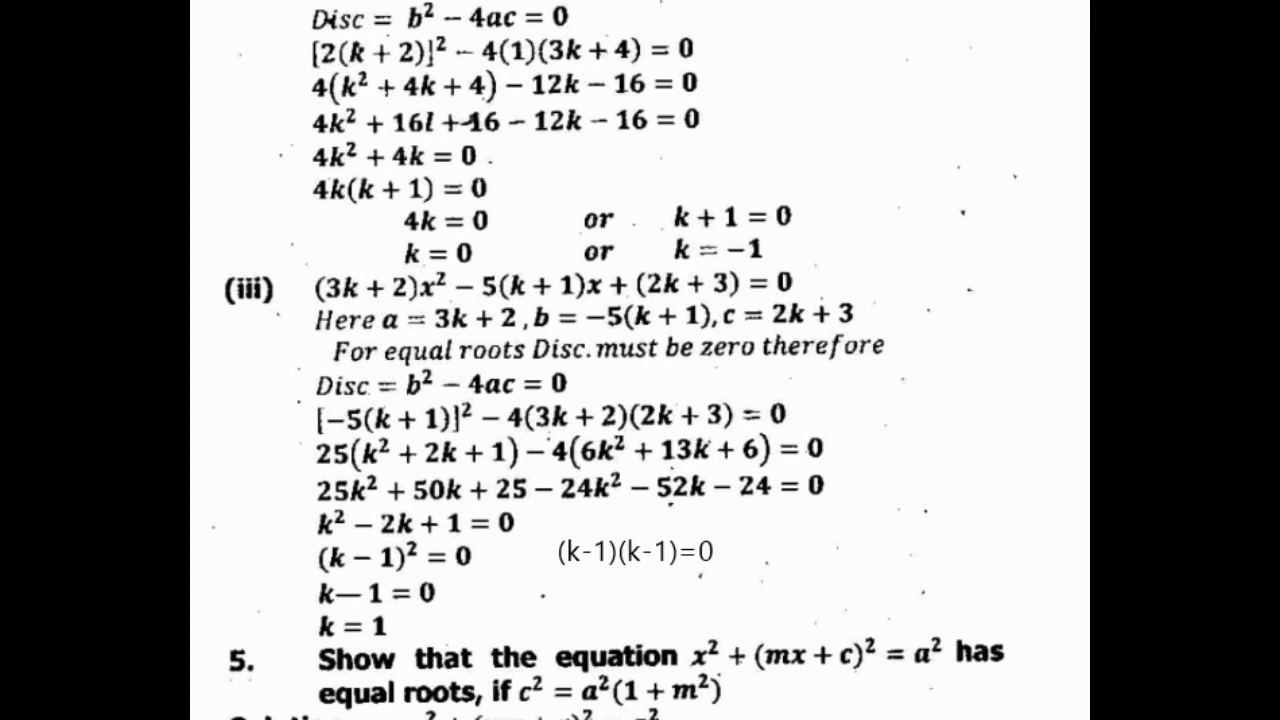 Disc = b² − 4ac = 0
[2(k + 2)]² − 4(1)(3k + 4) = 0
4(k² + 4k + 4) − 12k − 16 = 0
4k² + 16l + 16 − 12k − 16 = 0
4k² + 4k = 0
4k(k + 1) = 0
4k = 0 or k + 1 = 0
k = 0 or k = −1
(iii) (3k + 2)x² − 5(k + 1)x + (2k + 3) = 0
Here a = 3k + 2 , b = −5(k + 1), c = 2k + 3
For equal roots Disc. must be zero therefore
Disc = b² − 4ac = 0
[−5(k + 1)]² − 4(3k + 2)(2k + 3) = 0
25(k² + 2k + 1) − 4(6k² + 13k + 6) = 0
25k² + 50k + 25 − 24k² − 52k − 24 = 0
k² − 2k + 1 = 0
(k − 1)² = 0 (k-1)(k-1)=0
k— 1 = 0
k = 1
5. Show that the equation x² + (mx + c)² = a² has
equal roots, if c² = a²(1 + m²)